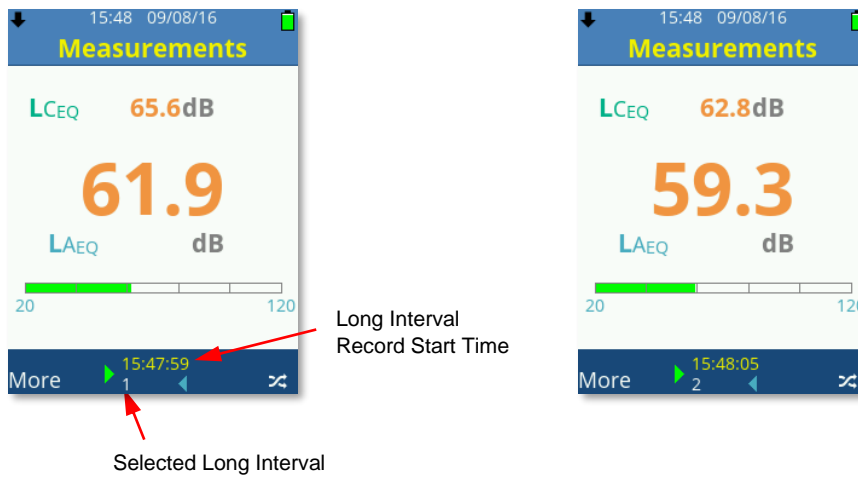 15:48 09/08/16
Measurements
LCEQ 65.6dB
61.9
LAEQ dB
20 120
15:47:59
More 1
Long Interval
Record Start Time
Selected Long Interval
15:48 09/08/16
Measurements
LCEQ 62.8dB
59.3
LAEQ dB
20 120
15:48:05
More 2